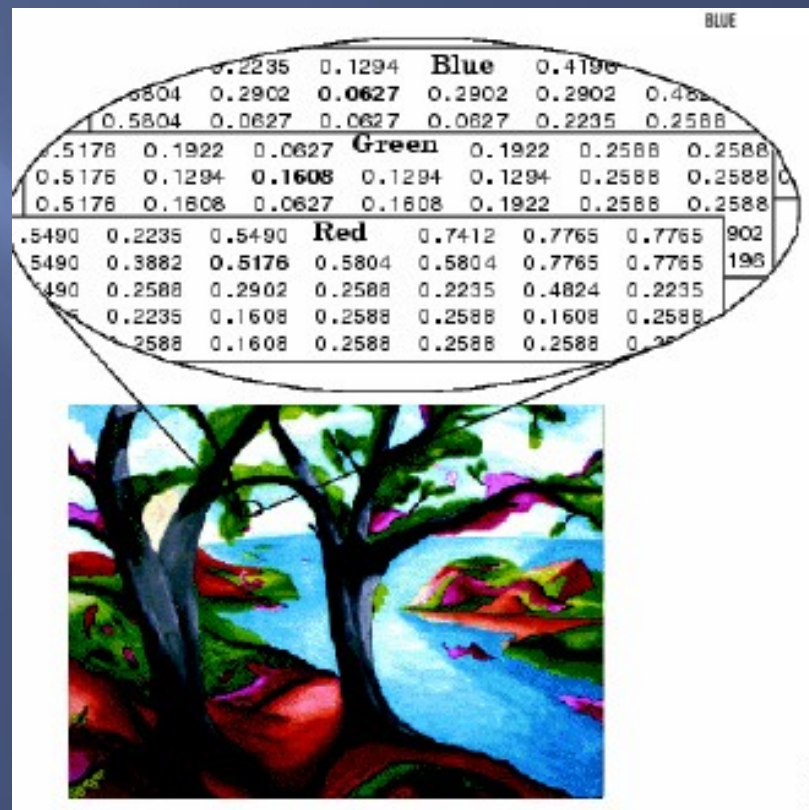 BLUE
0.2235 0.1294 Blue 0.4196
0.2902 0.0627 0.2902 0.2902
0.5804 0.0627 0.0627 0.0627 0.2235 0.2588
.5176 0.1922 0.0627 Green 0.1922 0.2588 0.2588
0.5176 0.1294 0.1608 0.1294 0.1294 0.2588 0.2588
0.5176 0.1608 0.0627 0.1608 0.1922 0.2588 0.2588
.5490 0.2235 0.5490 Red 0.7412 0.7765 0.7765 902
.5490 0.3882 0.5176 0.5804 0.5804 0.7765 0.7765 196
490 0.2588 0.2902 0.2588 0.2235 0.4824 0.2235
0.2235 0.1608 0.2588 0.2588 0.1608 0.2588
.2588 0.1608 0.2588 0.2588 0.2588